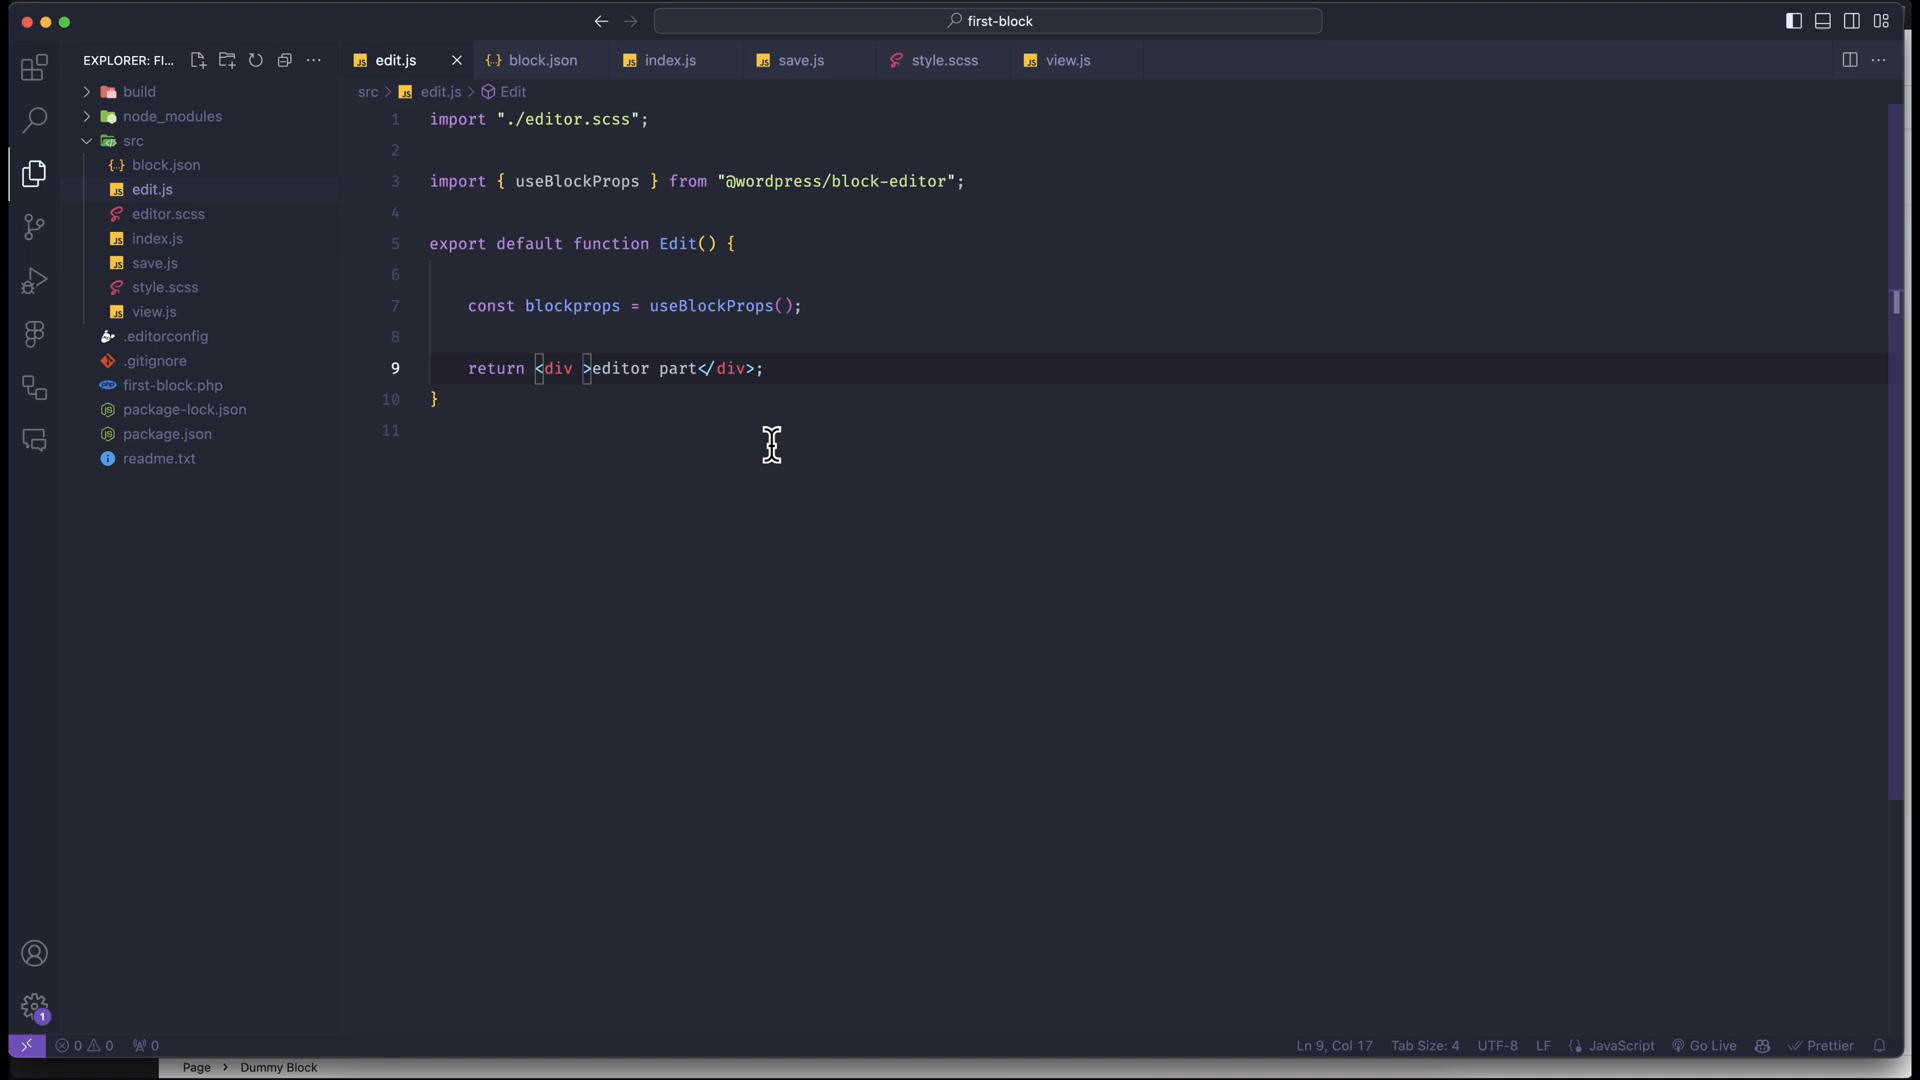 first-block
EXPLORER: FI...
edit.js
block.json
index.js
save.js
style.scss
view.js
src > edit.js > Edit
build
node_modules
src
block.json
edit.js
editor.scss
index.js
save.js
style.scss
view.js
.editorconfig
.gitignore
first-block.php
package-lock.json
package.json
readme.txt
1 import "./editor.scss";
2
3 import { useBlockProps } from "@wordpress/block-editor";
4
5 export default function Edit() {
6
7 const blockprops = useBlockProps();
8
9 return <div >editor part</div>;
10 }
11
1
0 0 0
Ln 9, Col 17 Tab Size: 4 UTF-8 LF JavaScript Go Live Prettier
Page > Dummy Block